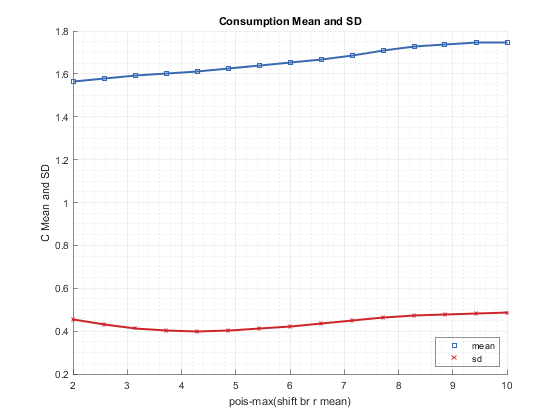 Consumption Mean and SD
1.8
1.6
1.4
1.2
1
0.8
0.6
0.4
0.2
C Mean and SD
2 3 4 5 6 7 8 9 10
pois-max(shift br r mean)
mean
sd